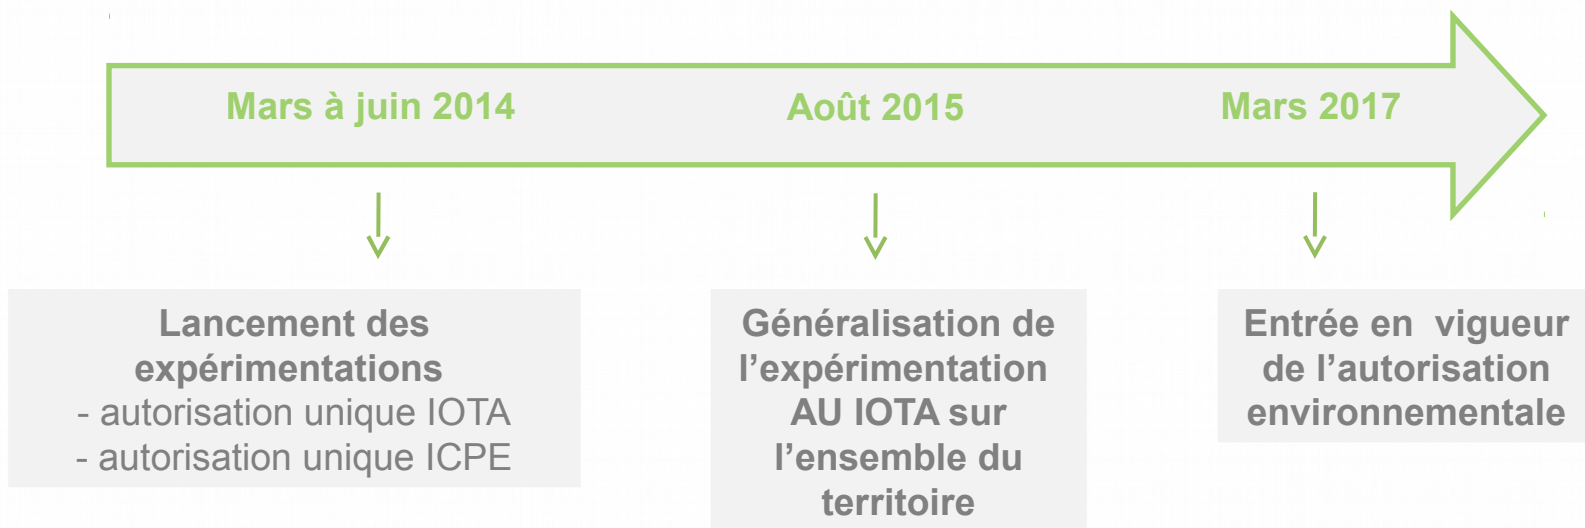 Mars à juin 2014
Août 2015
Mars 2017
Lancement des
expérimentations
- autorisation unique IOTA
- autorisation unique ICPE
Généralisation de
l’expérimentation
AU IOTA sur
l’ensemble du
territoire
Entrée en  vigueur
de l’autorisation
environnementale